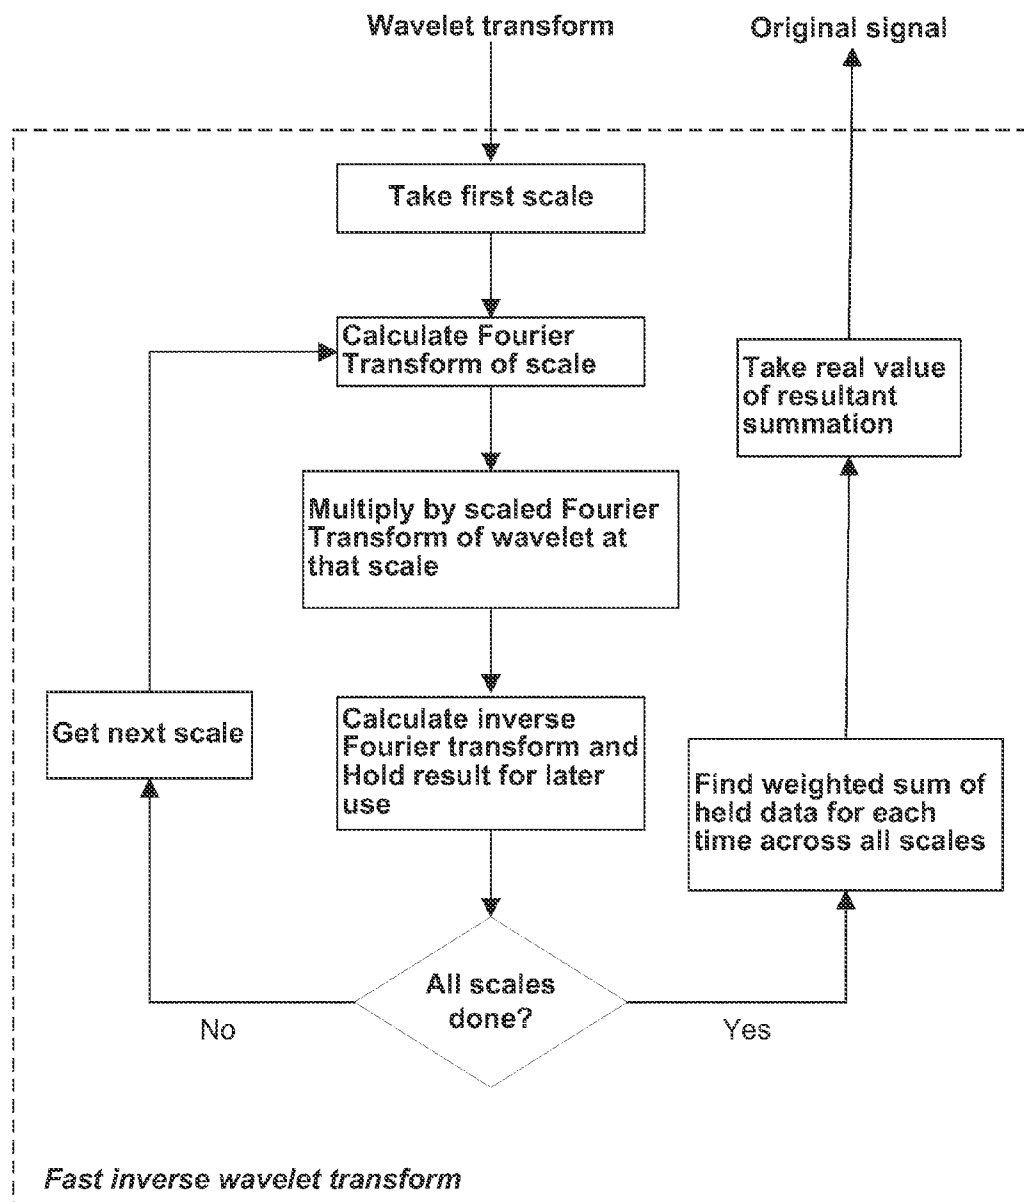 Wavelet transform
Original signal
Take first scale
Calculate Fourier
Transform of scale
Take real value
of resultant
summation
Multiply by scaled Fourier
Transform of wavelet at
that scale
Get next scale
Calculate inverse
Fourier transform and
Hold result for later
use
Find weighted sum of
held data for each
time across all scales
All scales
done?
No
Yes
Fast inverse wavelet transform